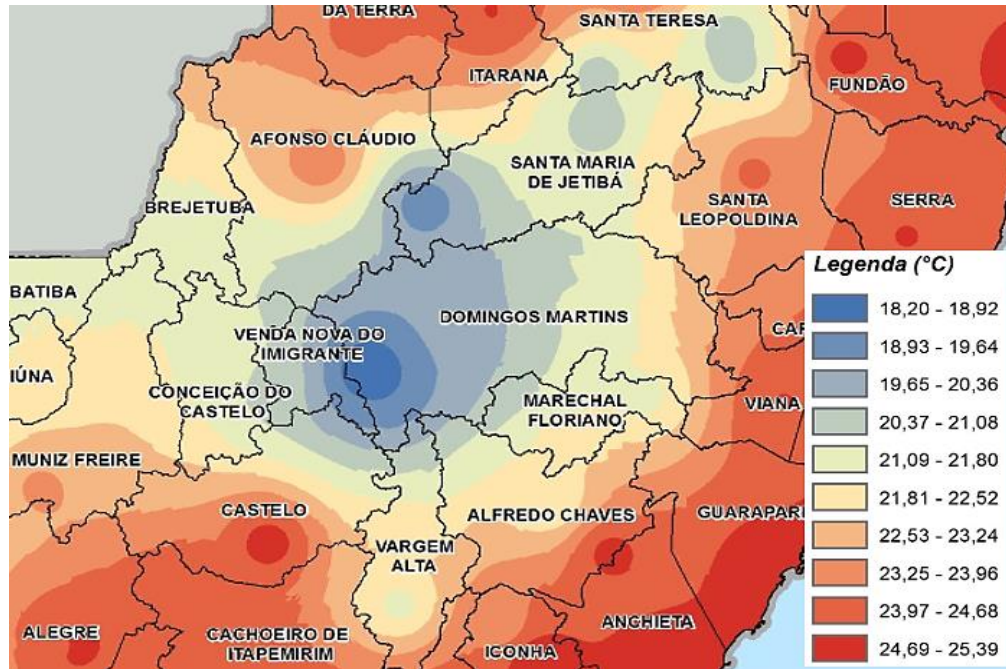 DA TERRA
SANTA TERESA
ITARANA
FUNDÃO
AFONSO CLÁUDIO
SANTA MARIA
DE JETIBÁ
BREJETUBA
SANTA
LEOPOLDINA
SERRA
BATIBA
VENDA NOVA DO
IMIGRANTE
DOMINGOS MARTINS
CAR
IÚNA
CONCEIÇÃO DO
CASTELO
MARECHAL
FLORIANO
VIANA
MUNIZ FREIRE
CASTELO
ALFREDO CHAVES
GUARAPARI
VARGEM
ALTA
ALEGRE
CACHOEIRO DE
ITAPEMIRIM
ICONHA
ANCHIETA
Legenda (°C)
18,20 - 18,92
18,93 - 19,64
19,65 - 20,36
20,37 - 21,08
21,09 - 21,80
21,81 - 22,52
22,53 - 23,24
23,25 - 23,96
23,97 - 24,68
24,69 - 25,39